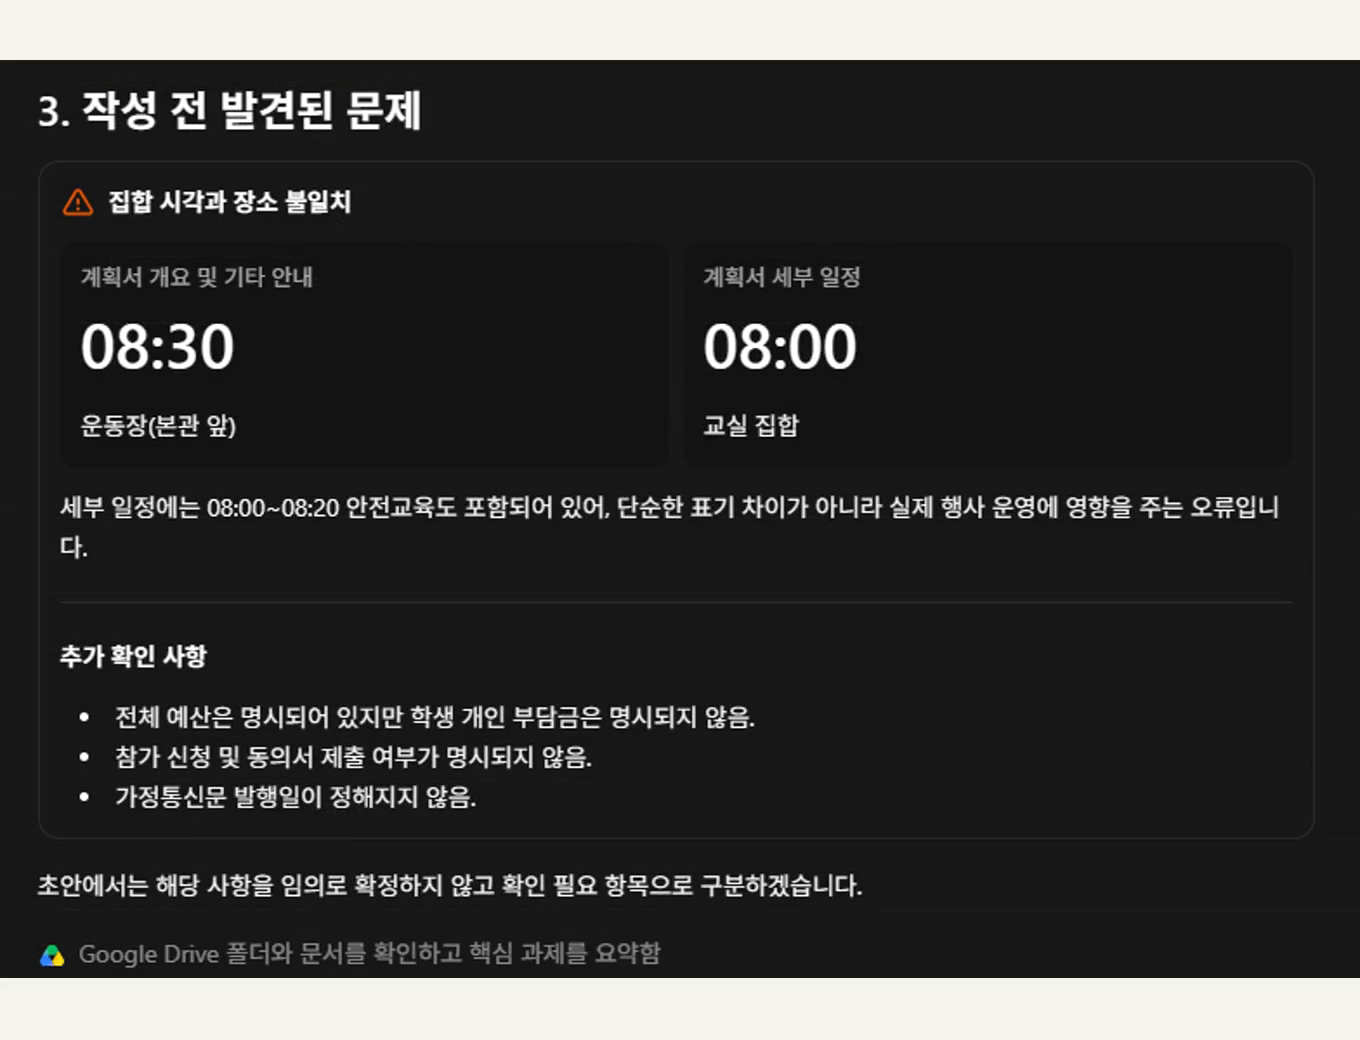 3. 작성 전 발견된 문제
집합 시각과 장소 불일치
계획서 개요 및 기타 안내
08:30
운동장(본관 앞)
계획서 세부 일정
08:00
교실 집합
세부 일정에는 08:00~08:20 안전교육도 포함되어 있어, 단순한 표기 차이가 아니라 실제 행사 운영에 영향을 주는 오류입니
다.
추가 확인 사항
• 전체 예산은 명시되어 있지만 학생 개인 부담금은 명시되지 않음.
• 참가 신청 및 동의서 제출 여부가 명시되지 않음.
• 가정통신문 발행일이 정해지지 않음.
초안에서는 해당 사항을 임의로 확정하지 않고 확인 필요 항목으로 구분하겠습니다.
Google Drive 폴더와 문서를 확인하고 핵심 과제를 요약함